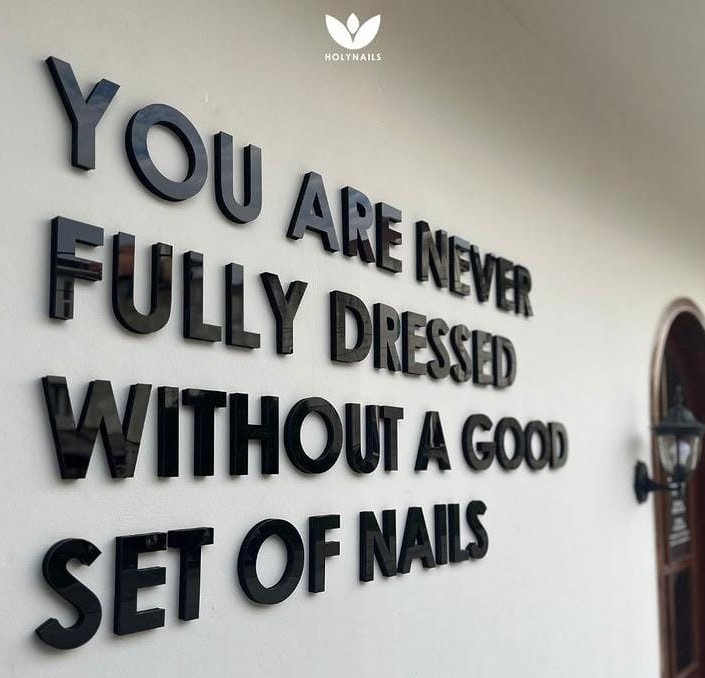 HOLYNAILS
YOU ARE NEVER
FULLY DRESSED
WITHOUT A GOOD
SET OF NAILS